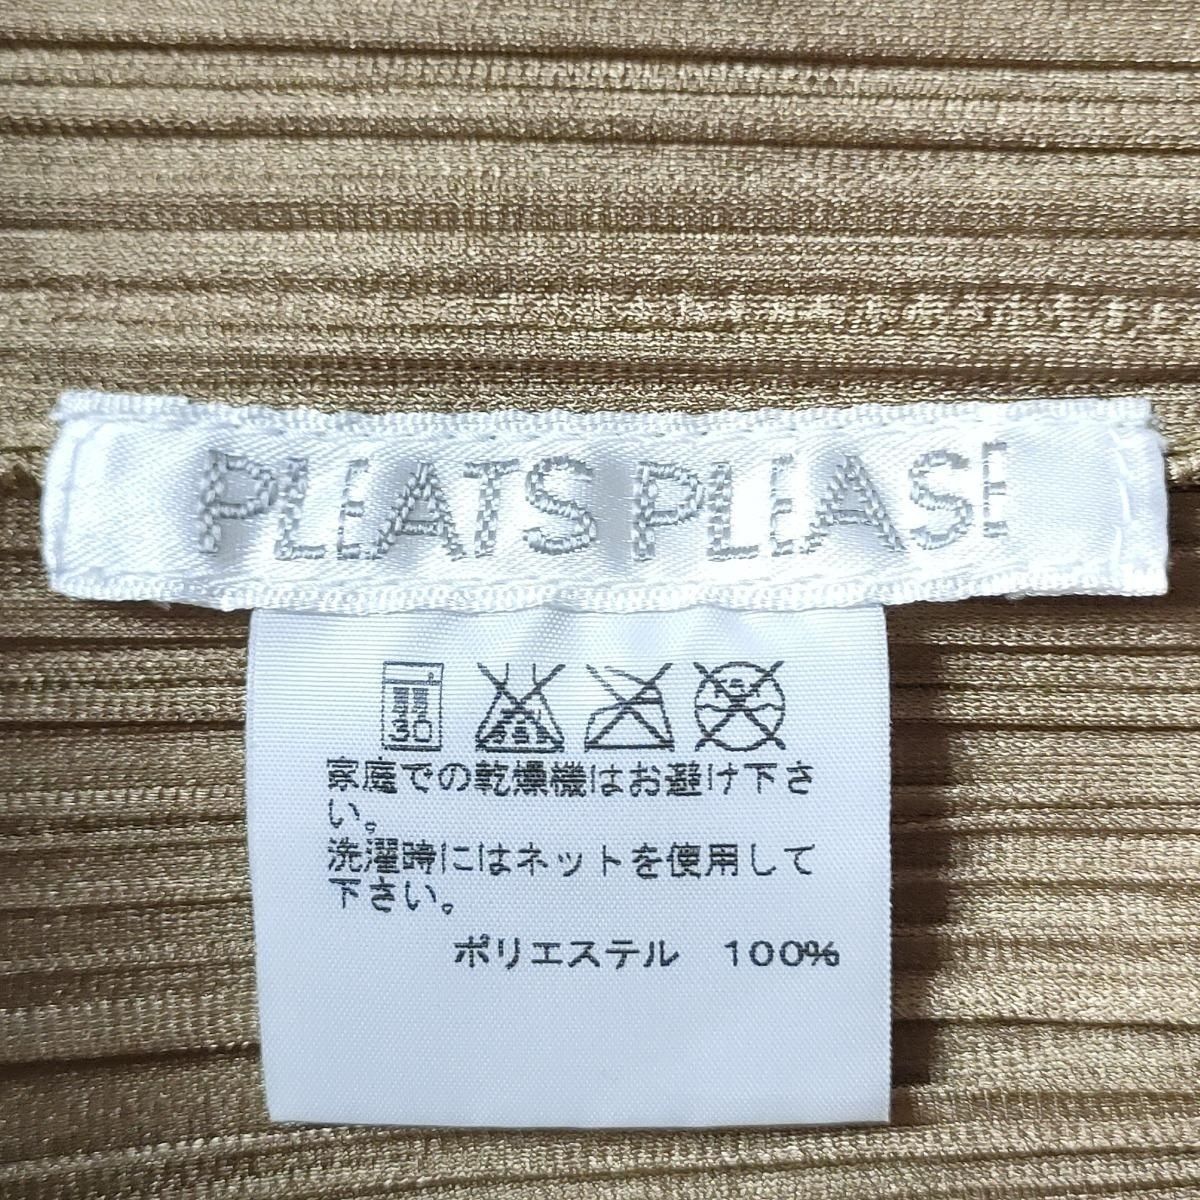 PLEATS PLEASE
30
家庭での乾燥機はお避け下さ
い。
洗濯時にはネットを使用して
下さい。
ポリエステル 100%